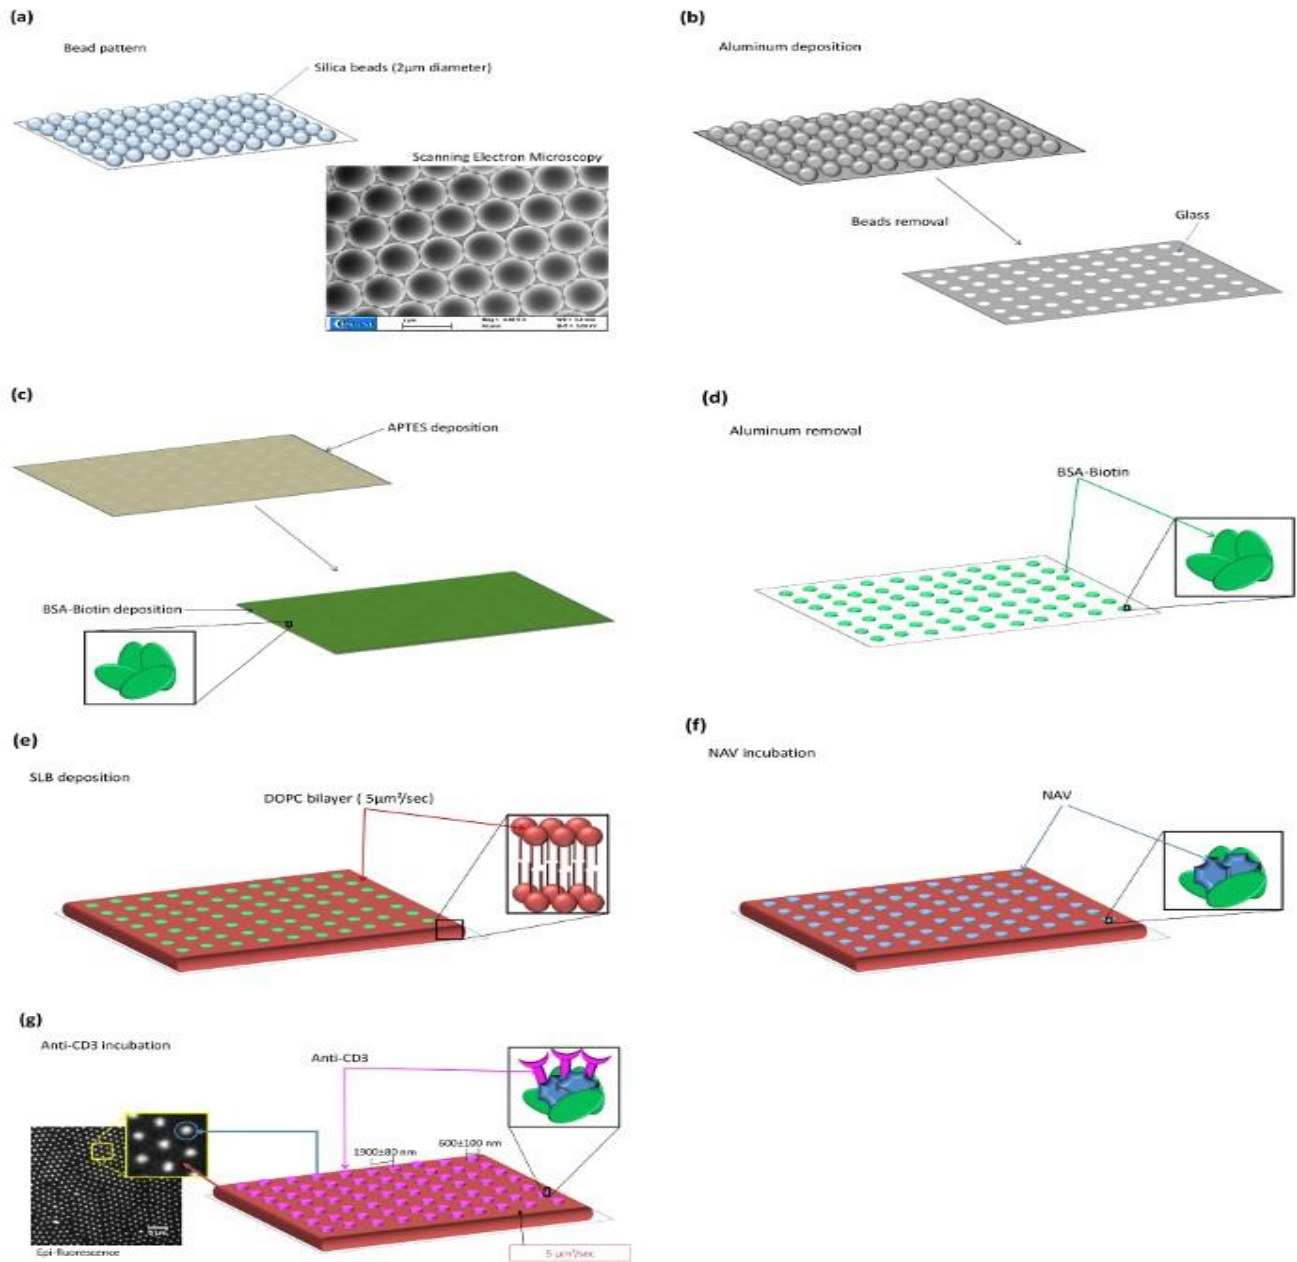 (a)
Bead pattern
Silica beads (2μm diameter)
Scanning Electron Microscopy
(b)
Aluminum deposition
Beads removal
Glass
(c)
APTES deposition
BSA-Biotin deposition
(d)
Aluminum removal
BSA-Biotin
(e)
SLB deposition
DOPC bilayer ( 5μm²/sec)
(f)
NAV incubation
NAV
(g)
Anti-CD3 incubation
Anti-CD3
1900±80 nm
600±100 nm
Epi-fluorescence
5 μm²/sec